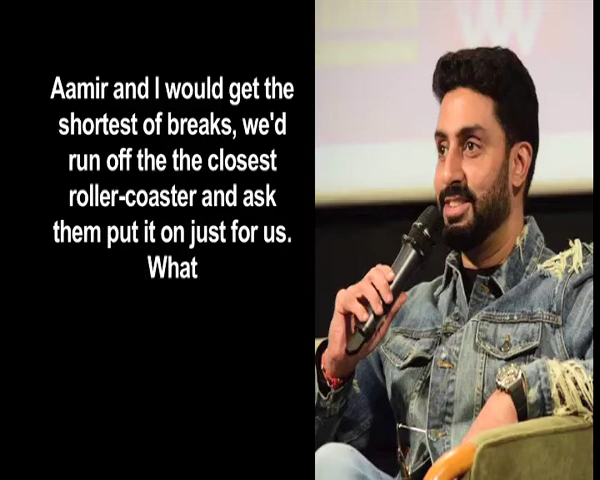 Aamir and I would get the
shortest of breaks, we'd
run off the the closest
roller-coaster and ask
them put it on just for us.
What